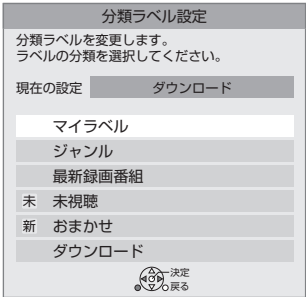 分類ラベル設定
分類ラベルを変更します。
ラベルの分類を選択してください。
現在の設定 ダウンロード
マイラベル
ジャンル
最新録画番組
未 未視聴
新 おまかせ
ダウンロード
決定
戻る